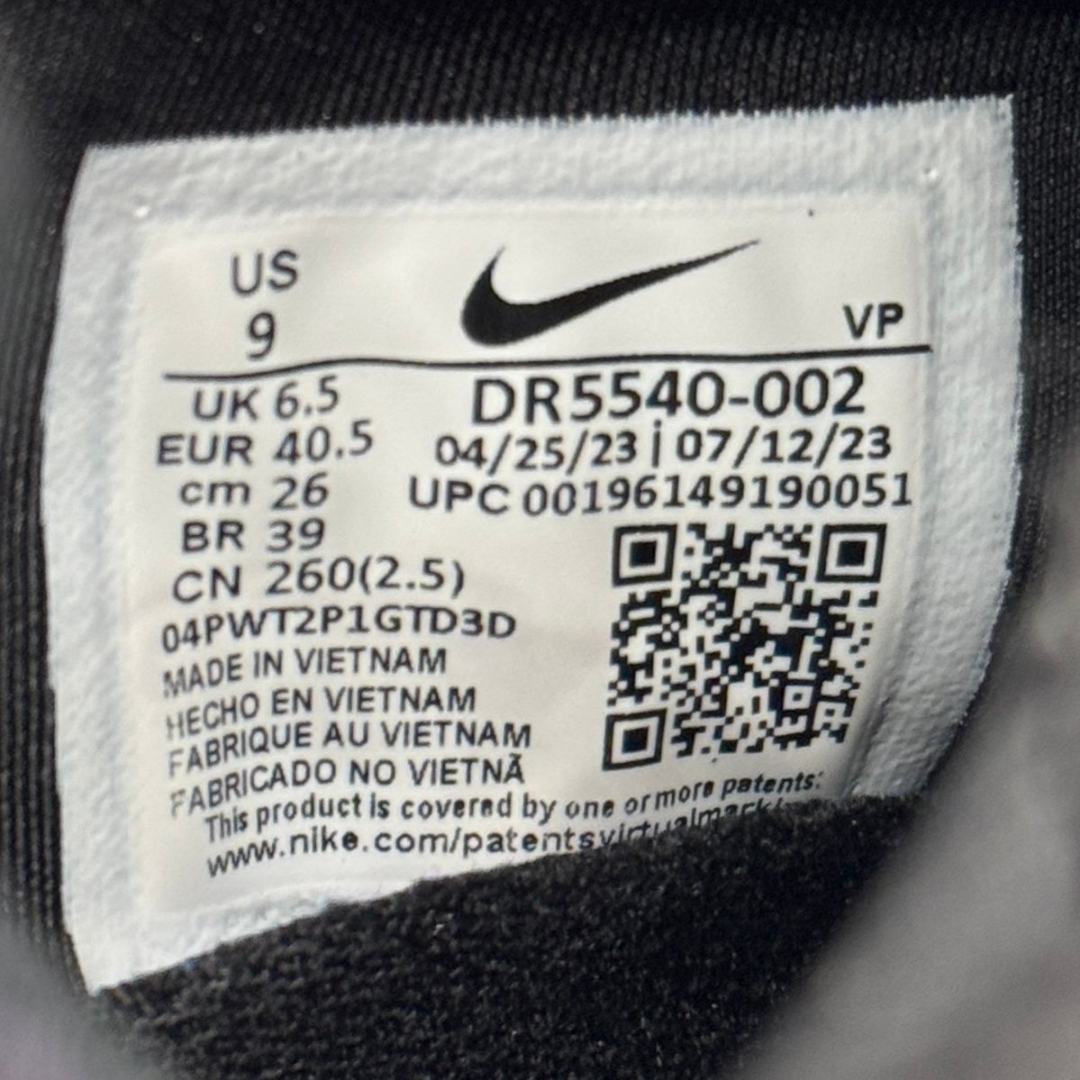 US
9
VP
UK 6.5
DR5540-002
EUR 40.5
04/25/23 | 07/12/23
cm 26
UPC 00196149190051
BR 39
CN 260(2.5)
04PWT2P1GTD3D
MADE IN VIETNAM
HECHO EN VIETNAM
FABRIQUE AU VIETNAM
FABRICADO NO VIETNÃ
This product is covered by one or more patents:
www.nike.com/patentsvirtualmarki